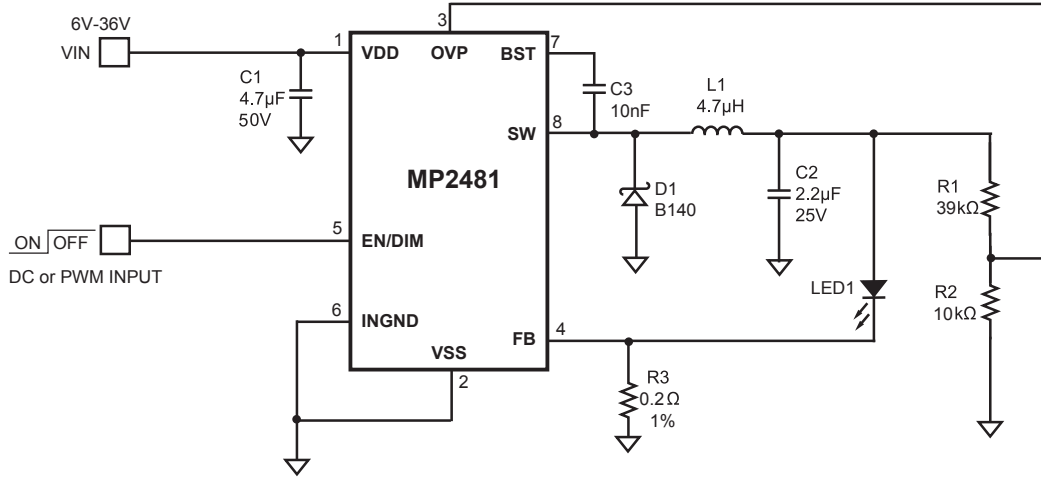 6V-36V
VIN
1
VDD
3
OVP
BST
7
C1
4.7µF
50V
C3
10nF
SW
8
L1
4.7µH
MP2481
D1
B140
C2
2.2µF
25V
R1
39kΩ
ON OFF
5
EN/DIM
DC or PWM INPUT
LED1
R2
10kΩ
6
INGND
VSS
2
FB
4
R3
0.2Ω
1%